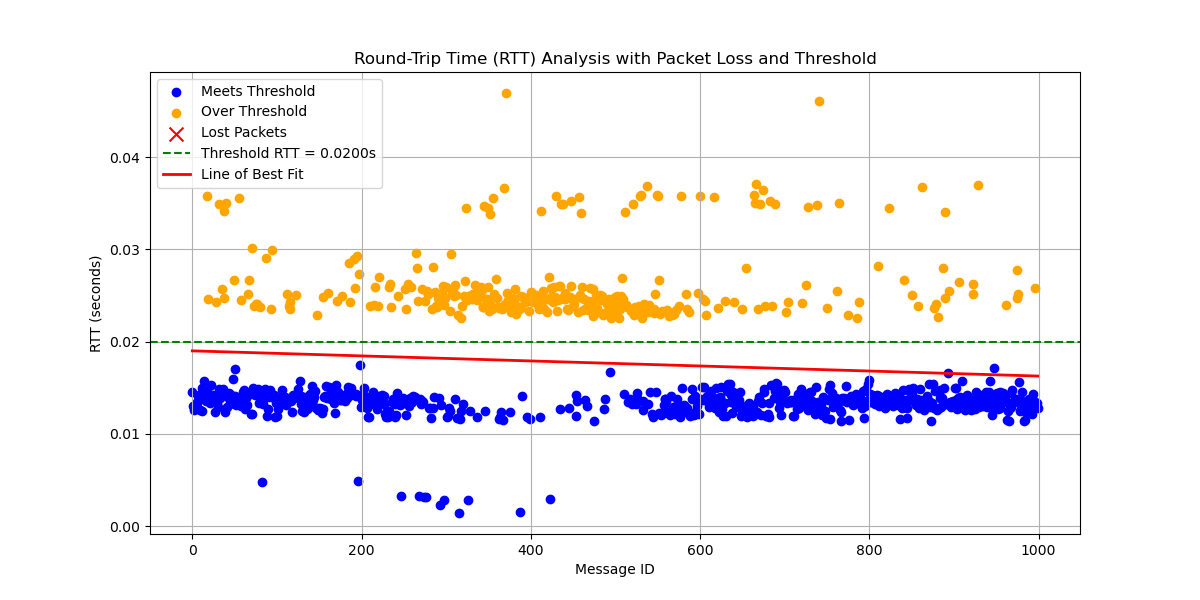 Round-Trip Time (RTT) Analysis with Packet Loss and Threshold
Meets Threshold
Over Threshold
Lost Packets
Threshold RTT = 0.0200s
Line of Best Fit
RTT (seconds)
0.04
0.03
0.02
0.01
0.00
0 200 400 600 800 1000
Message ID